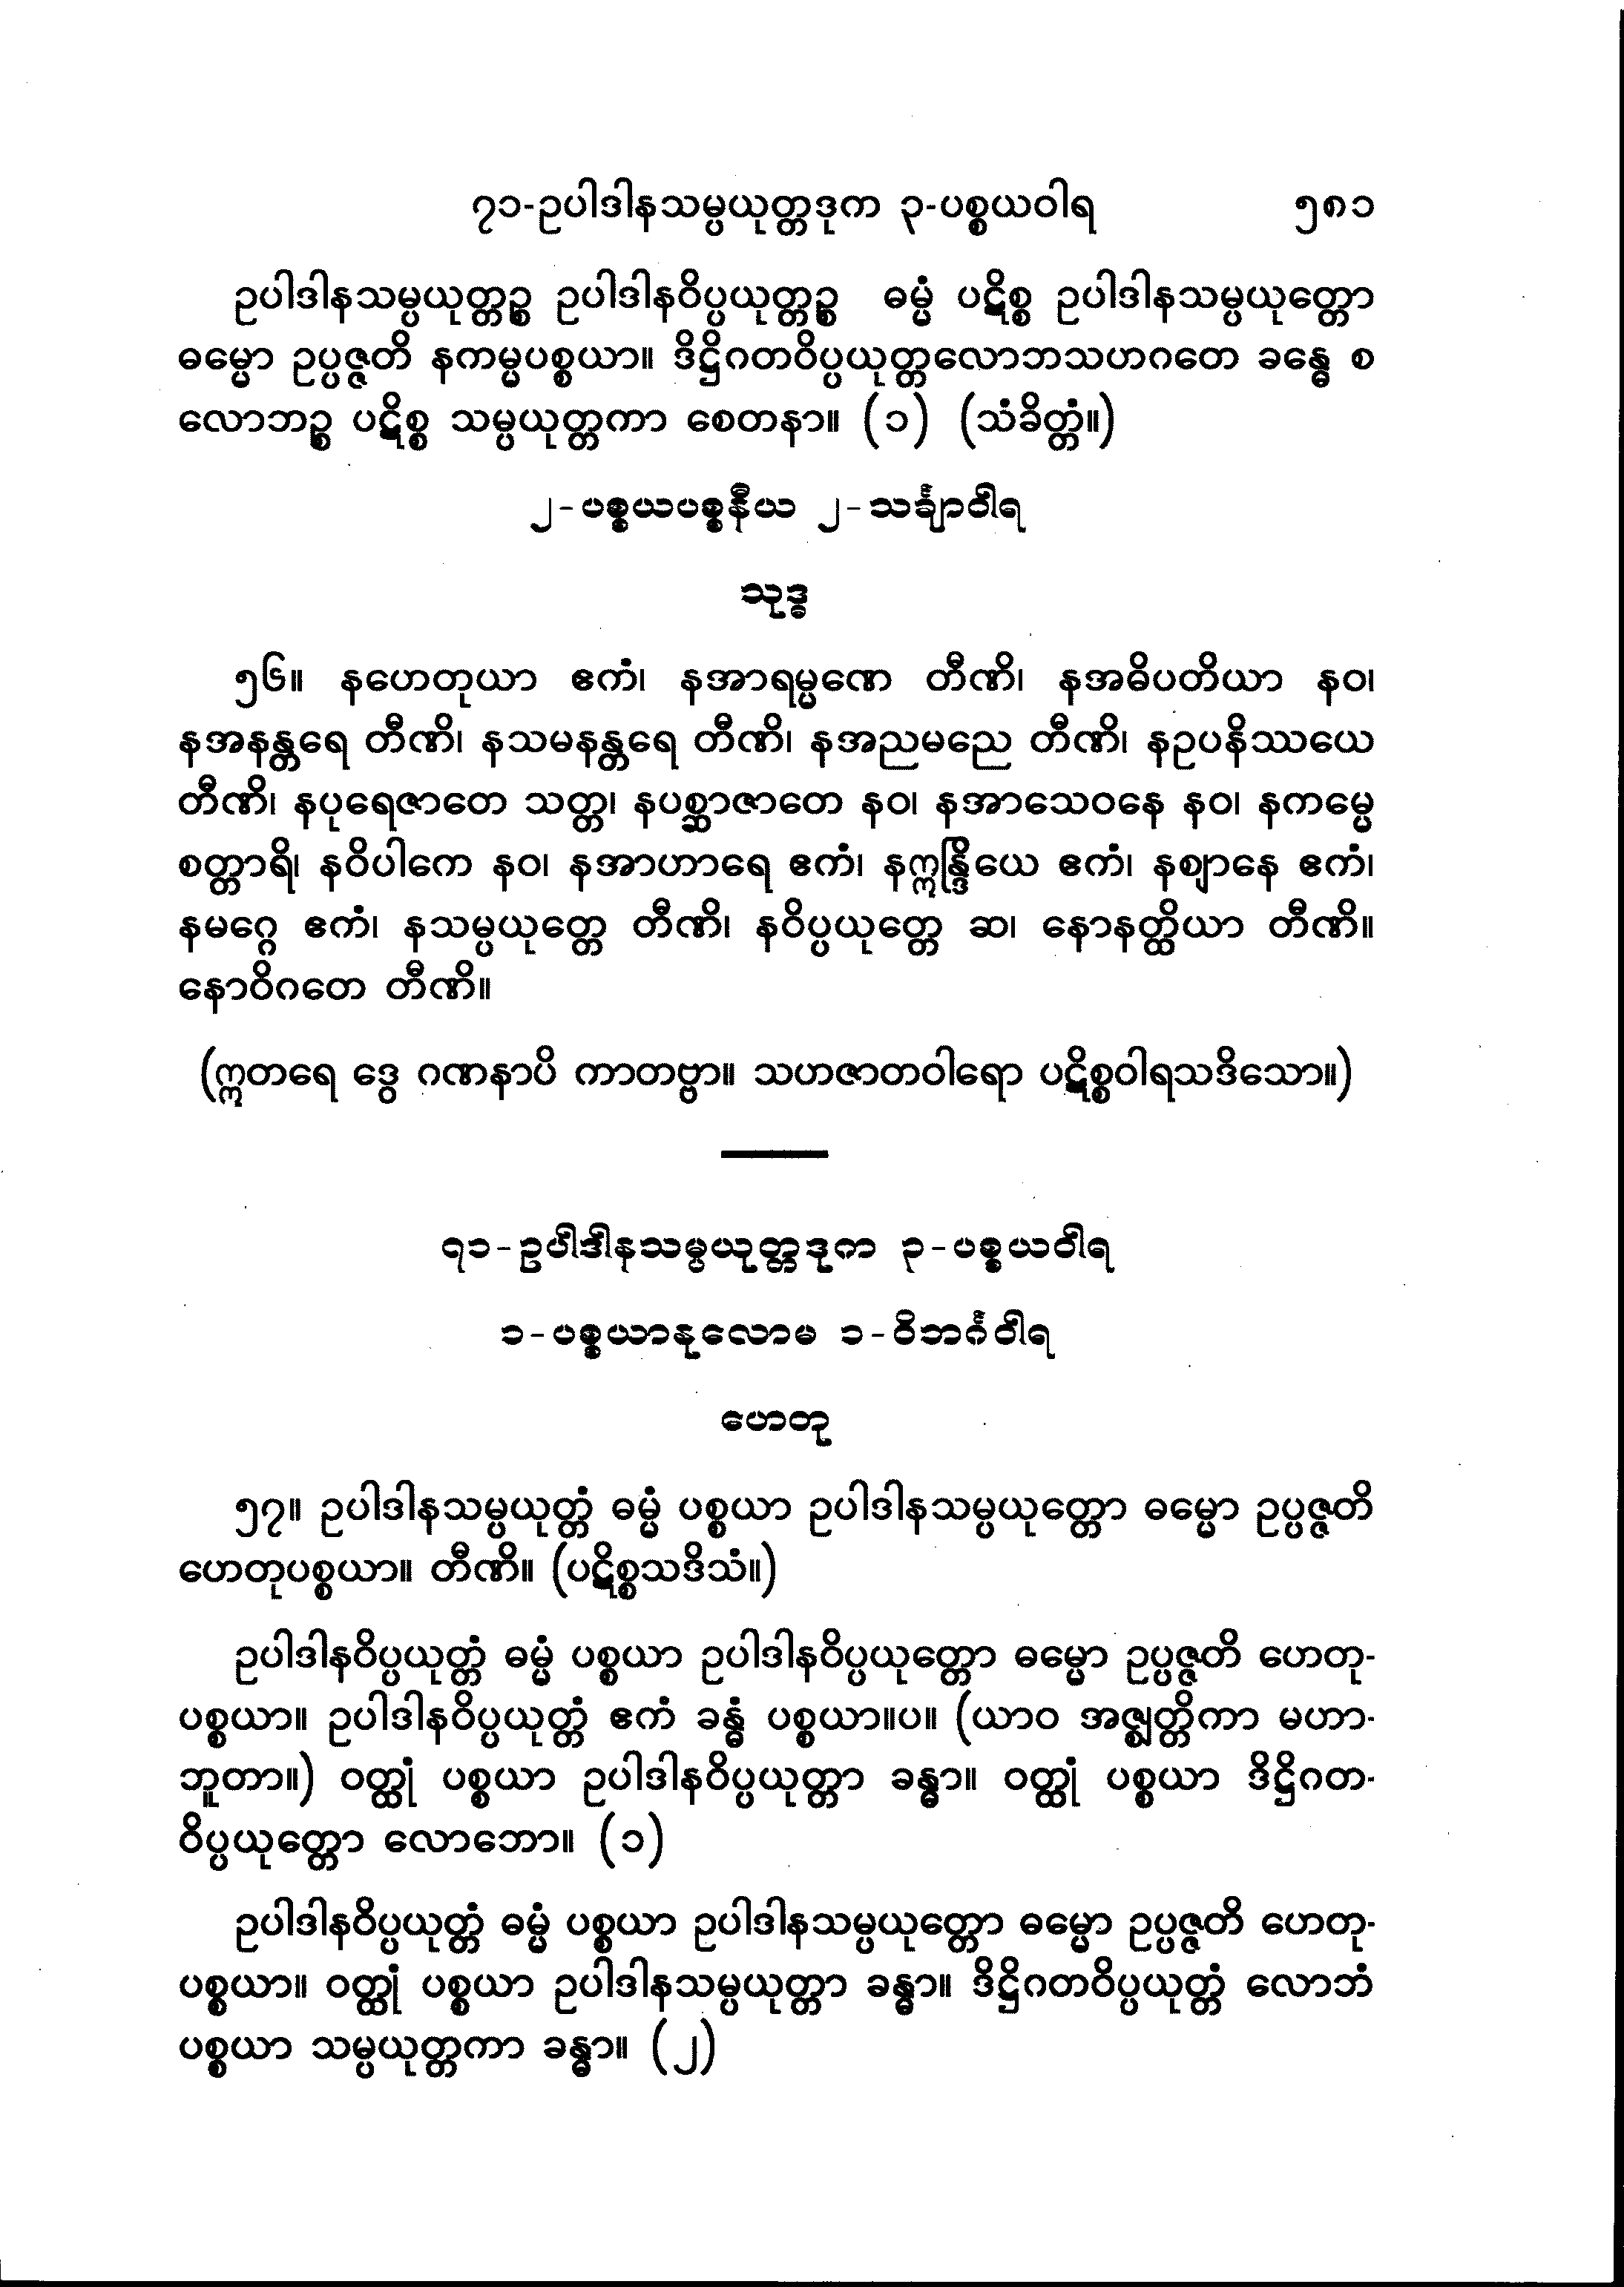 ၇၁-ဥပါဒါနသမ္ပယုတ္တဒုက ၃-ပစ္စယဝါရ ၅၈၁
ဥပါဒါနသမ္ပယုတ္တဉ္စ ဥပါဒါနဝိပ္ပယုတ္တဉ္စ ဓမ္မံ ပဋိစ္စ ဥပါဒါနသမ္ပယုတ္တော
ဓမ္မော ဥပ္ပဇ္ဇတိ နကမ္မပစ္စယာ။ ဒိဋ္ဌိဂတဝိပ္ပယုတ္တလောဘသဟဂတေ ခန္ဓေ စ
လောဘဉ္စ ပဋိစ္စ သမ္ပယုတ္တကာ စေတနာ။ (၁) (သံခိတ္တံ။)
၂-ပစ္စယပစ္စနီယ ၂-သင်္ချာဝါရ
သုဒ္ဓ
၅၆။ နဟေတုယာ ဧကံ၊ နအာရမ္မဏေ တီဏိ၊ နအဓိပတိယာ နဝ၊
နအနန္တရေ တီဏိ၊ နသမနန္တရေ တီဏိ၊ နအညမညေ တီဏိ၊ နဥပနိဿယေ
တီဏိ၊ နပုရေဇာတေ သတ္တ၊ နပစ္ဆာဇာတေ နဝ၊ နအာသေဝနေ နဝ၊ နကမ္မေ
စတ္တာရိ၊ နဝိပါကေ နဝ၊ နအာဟာရေ ဧကံ၊ နဣန္ဒြိယေ ဧကံ၊ နဈာနေ ဧကံ၊
နမဂ္ဂေ ဧကံ၊ နသမ္ပယုတ္တေ တီဏိ၊ နဝိပ္ပယုတ္တေ ဆ၊ နောနတ္ထိယာ တီဏိ။
နောဝိဂတေ တီဏိ။
(ဣတရေ ဒွေ ဂဏနာပိ ကာတဗ္ဗာ။ သဟဇာတဝါရော ပဋိစ္စဝါရသဒိသော။)
၇၁-ဥပါဒါနသမ္ပယုတ္တဒုက ၃-ပစ္စယဝါရ
၁-ပစ္စယာနုလောမ ၁-ဝိဘင်္ဂဝါရ
ဟေတု
၅၇။ ဥပါဒါနသမ္ပယုတ္တံ ဓမ္မံ ပစ္စယာ ဥပါဒါနသမ္ပယုတ္တော ဓမ္မော ဥပ္ပဇ္ဇတိ
ဟေတုပစ္စယာ။ တီဏိ။ (ပဋိစ္စသဒိသံ။)
ဥပါဒါနဝိပ္ပယုတ္တံ ဓမ္မံ ပစ္စယာ ဥပါဒါနဝိပ္ပယုတ္တော ဓမ္မော ဥပ္ပဇ္ဇတိ ဟေတု-
ပစ္စယာ။ ဥပါဒါနဝိပ္ပယုတ္တံ ဧကံ ခန္ဓံ ပစ္စယာ။ပ။ (ယာဝ အဇ္ဈတ္တိကာ မဟာ-
ဘူတာ။) ဝတ္ထုံ ပစ္စယာ ဥပါဒါနဝိပ္ပယုတ္တာ ခန္ဓာ။ ဝတ္ထုံ ပစ္စယာ ဒိဋ္ဌိဂတ-
ဝိပ္ပယုတ္တော လောဘော။ (၁)
ဥပါဒါနဝိပ္ပယုတ္တံ ဓမ္မံ ပစ္စယာ ဥပါဒါနသမ္ပယုတ္တော ဓမ္မော ဥပ္ပဇ္ဇတိ ဟေတု-
ပစ္စယာ။ ဝတ္ထုံ ပစ္စယာ ဥပါဒါနသမ္ပယုတ္တာ ခန္ဓာ။ ဒိဋ္ဌိဂတဝိပ္ပယုတ္တံ လောဘံ
ပစ္စယာ သမ္ပယုတ္တကာ ခန္ဓာ။ (၂)